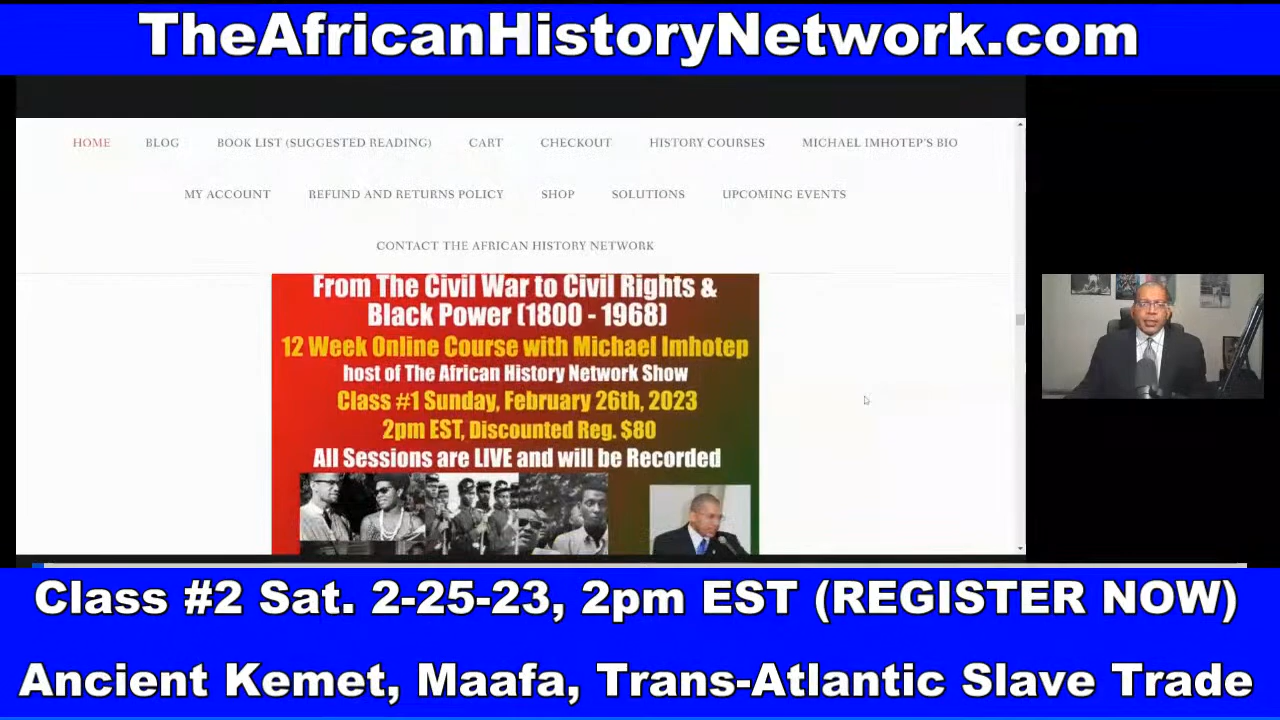 TheAfricanHistoryNetwork.com
HOME BLOG BOOK LIST (SUGGESTED READING) CART CHECKOUT HISTORY COURSES MICHAEL IMHOTEP'S BIO
MY ACCOUNT REFUND AND RETURNS POLICY SHOP SOLUTIONS UPCOMING EVENTS
CONTACT THE AFRICAN HISTORY NETWORK
From The Civil War to Civil Rights &
Black Power (1800 - 1968)
12 Week Online Course with Michael Imhotep
host of The African History Network Show
Class #1 Sunday, February 26th, 2023
2pm EST, Discounted Reg. $80
All Sessions are LIVE and will be Recorded
Class #2 Sat. 2-25-23, 2pm EST (REGISTER NOW)
Ancient Kemet, Maafa, Trans-Atlantic Slave Trade